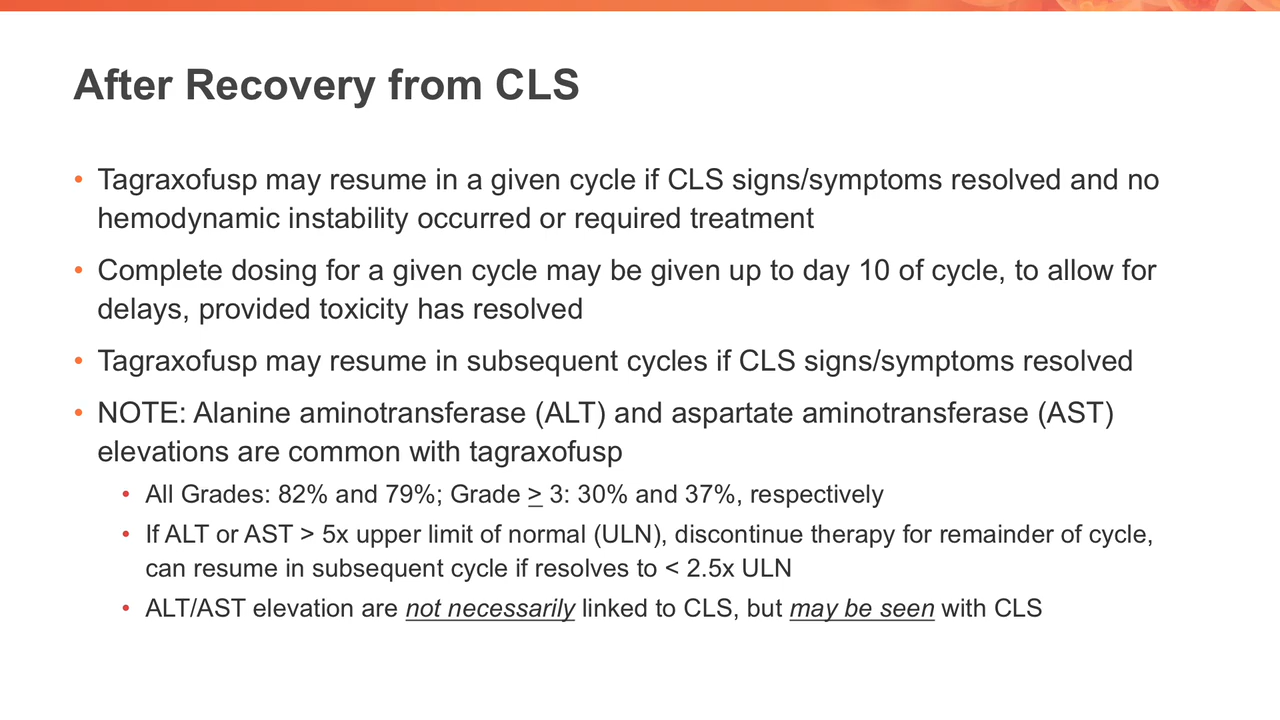 After Recovery from CLS
• Tagraxofusp may resume in a given cycle if CLS signs/symptoms resolved and no
hemodynamic instability occurred or required treatment
• Complete dosing for a given cycle may be given up to day 10 of cycle, to allow for
delays, provided toxicity has resolved
• Tagraxofusp may resume in subsequent cycles if CLS signs/symptoms resolved
• NOTE: Alanine aminotransferase (ALT) and aspartate aminotransferase (AST)
elevations are common with tagraxofusp
• All Grades: 82% and 79%; Grade ≥ 3: 30% and 37%, respectively
• If ALT or AST > 5x upper limit of normal (ULN), discontinue therapy for remainder of cycle,
can resume in subsequent cycle if resolves to < 2.5x ULN
• ALT/AST elevation are not necessarily linked to CLS, but may be seen with CLS